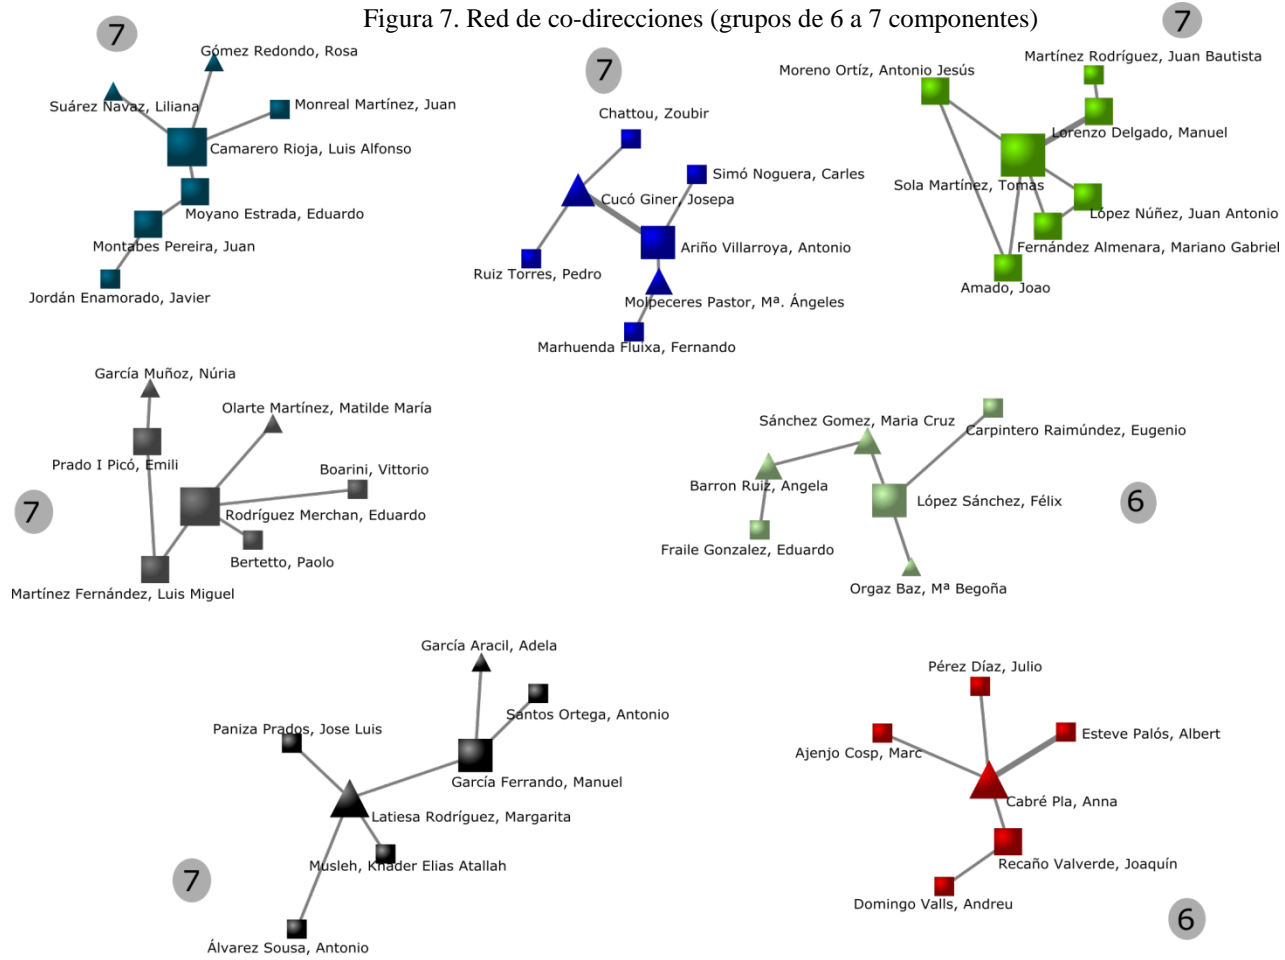 Figura 7. Red de co-direcciones (grupos de 6 a 7 componentes)
7
Gómez Redondo, Rosa
Suárez Navaz, Liliana
Monreal Martínez, Juan
Camarero Rioja, Luis Alfonso
Moyano Estrada, Eduardo
Montabes Pereira, Juan
Jordán Enamorado, Javier
7
Chattou, Zoubir
Simó Noguera, Carles
Cucó Giner, Josepa
Ariño Villarroya, Antonio
Ruiz Torres, Pedro
Molpeceres Pastor, Mª. Ángeles
Marhuenda Fluixa, Fernando
7
Martínez Rodríguez, Juan Bautista
Moreno Ortíz, Antonio Jesús
Lorenzo Delgado, Manuel
Sola Martínez, Tomas
López Núñez, Juan Antonio
Fernández Almenara, Mariano Gabriel
Amado, Joao
García Muñoz, Núria
Olarte Martínez, Matilde María
Prado I Picó, Emili
Boarini, Vittorio
7
Rodríguez Merchan, Eduardo
Bertetto, Paolo
Martínez Fernández, Luis Miguel
Sánchez Gomez, Maria Cruz
Carpintero Raimúndez, Eugenio
Barron Ruiz, Angela
López Sánchez, Félix
6
Fraile Gonzalez, Eduardo
Orgaz Baz, Mª Begoña
García Aracil, Adela
Santos Ortega, Antonio
Paniza Prados, Jose Luis
García Ferrando, Manuel
Latiesa Rodríguez, Margarita
Musleh, Khader Elias Atallah
7
Álvarez Sousa, Antonio
Pérez Díaz, Julio
Esteve Palós, Albert
Ajenjo Cosp, Marc
Cabré Pla, Anna
Recaño Valverde, Joaquín
Domingo Valls, Andreu
6